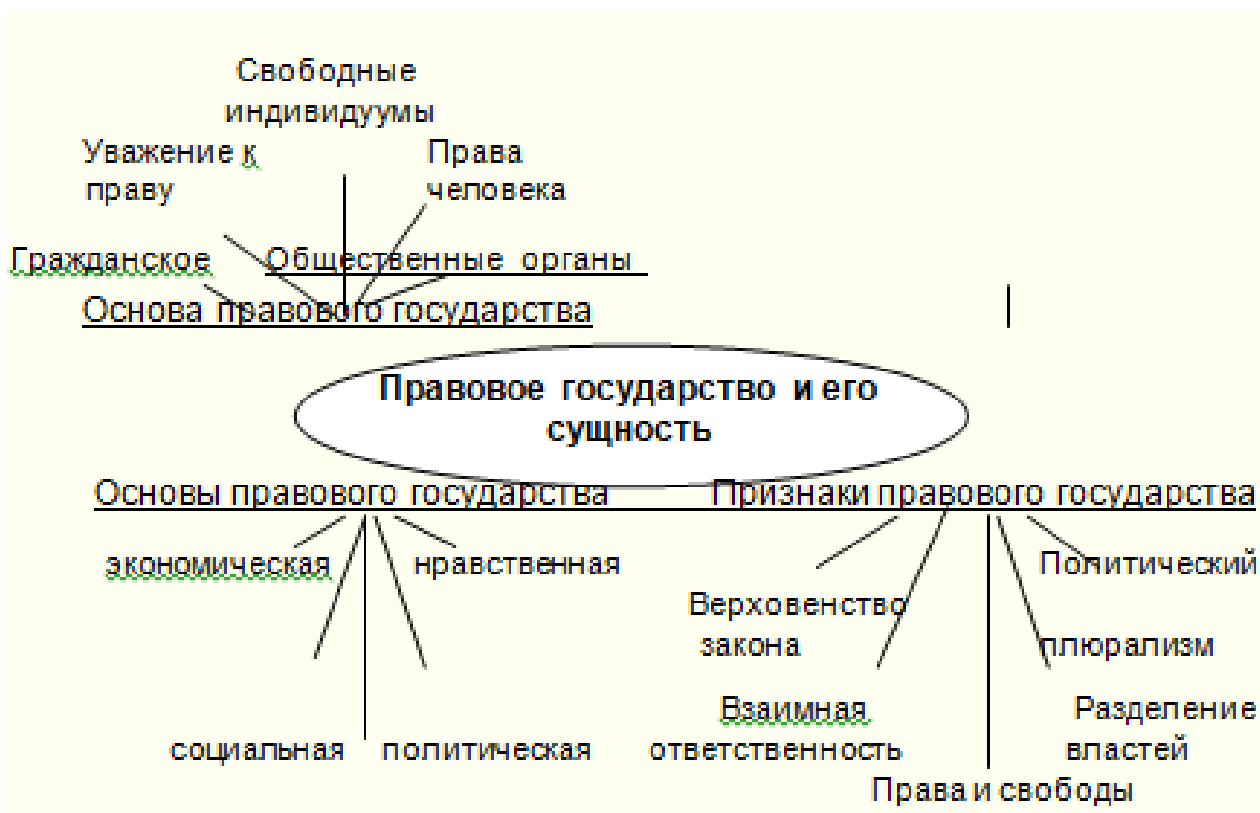 Свободные
индивидуумы
Уважение к
праву
Права
человека
Гражданское
Общественные органы
Основа правового государства
Правовое государство и его
сущность
Основы правового государства
Признаки правового государства
экономическая
нравственная
Политический
Верховенство
закона
плюрализм
Взаимная
ответственность
Разделение
властей
социальная
политическая
Права и свободы